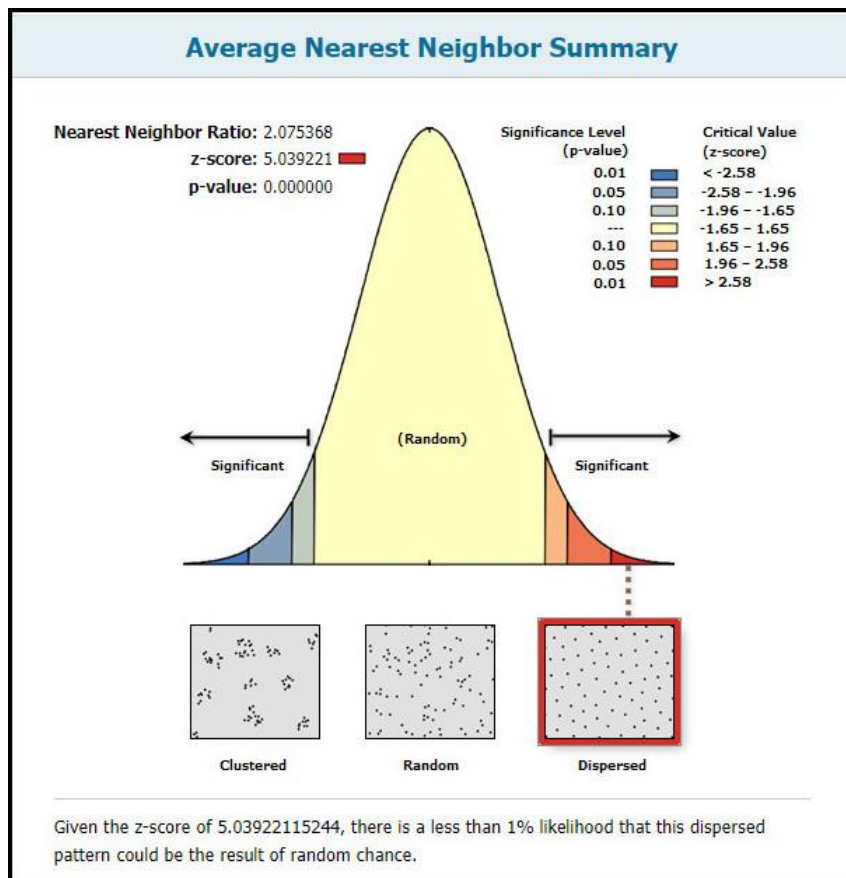 Average Nearest Neighbor Summary
Nearest Neighbor Ratio: 2.075368
z-score: 5.039221
p-value: 0.000000
Significance Level (p-value)
Critical Value (z-score)
0.01 < -2.58
0.05 -2.58 – -1.96
0.10 -1.96 – -1.65
--- -1.65 – 1.65
0.10 1.65 – 1.96
0.05 1.96 – 2.58
0.01 > 2.58
(Random)
Significant
Significant
Clustered
Random
Dispersed
Given the z-score of 5.03922115244, there is a less than 1% likelihood that this dispersed
pattern could be the result of random chance.